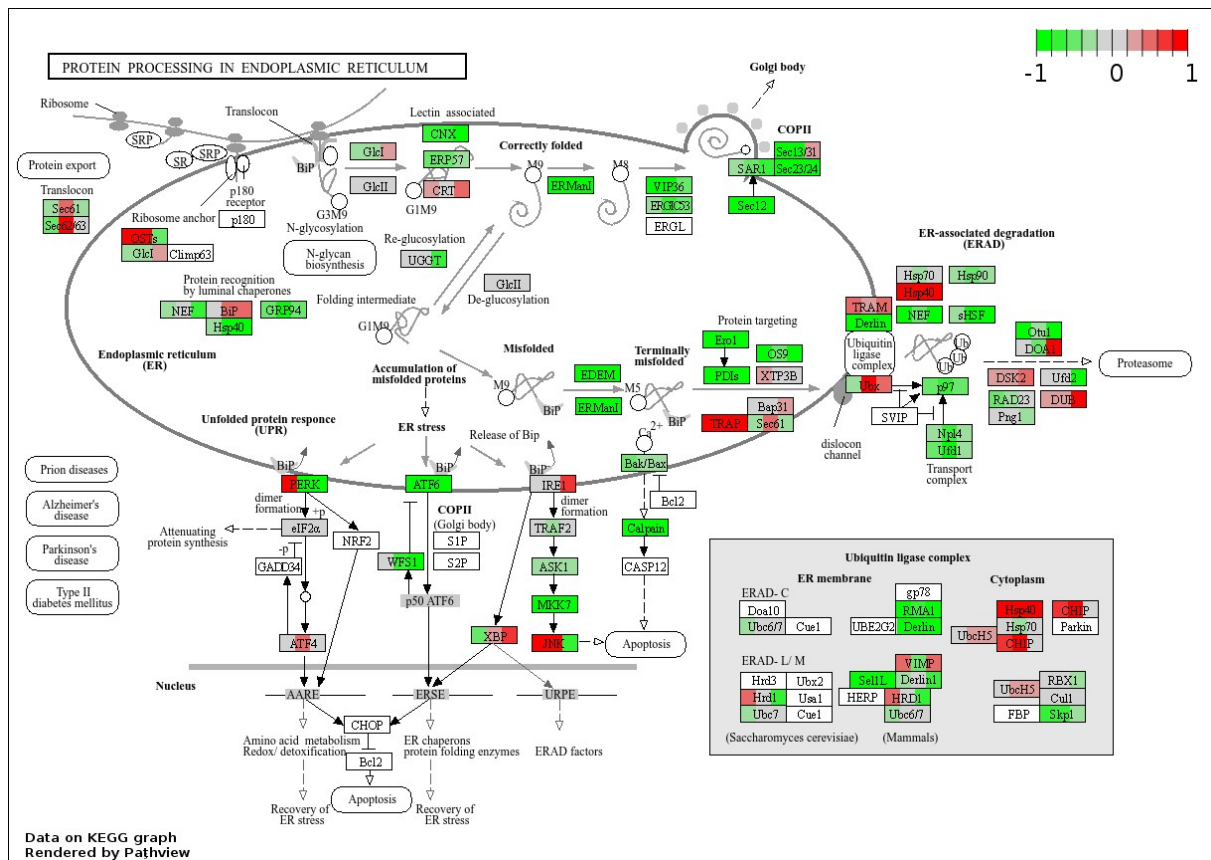 PROTEIN PROCESSING IN ENDOPLASMIC RETICULUM
-1 0 1
Golgi body
Ribosome
Translocon
Lectin associated
COPII
CNX
SRP
SRP
SR
GlcI
ERP57
Correctly folded
Sec13/31
Protein export
BiP
M9
M8
SAR1
Sec23/24
GlcII
CRT
ERManI
VIP36
Translocon
p180
receptor
G3M9
G1M9
ERGIC53
Sec12
Sec61
Ribosome anchor
p180
N-glycosylation
ERGL
Sec62/63
OSTs
Re-glucosylation
ER-associated degradation
(ERAD)
GlcI
Climp63
N-glycan
biosynthesis
UGGT
Hsp70
Hsp90
Protein recognition
by luminal chaperones
GlcII
Hsp40
NEF
BiP
GRP94
Folding intermediate
De-glucosylation
TRAM
NEF
sHSF
Hsp40
G1M9
Protein targeting
Derlin
Otu1
Ero1
OS9
Ubiquitin
ligase
complex
Ub
Ub
Ub
DOA1
Endoplasmic reticulum
(ER)
Misfolded
Terminally
misfolded
Proteasome
Accumulation of
misfolded proteins
M9
EDEM
M5
PDIs
XTP3B
Ubx
p97
DSK2
Ufd2
BiP
ERManI
BiP
Bap31
SVIP
RAD23
DUB
Unfolded protein responce
(UPR)
ER stress
Release of Bip
Ca2+
TRAP
Sec61
Png1
dislocon
channel
Npl4
Ufd1
Transport
complex
BiP
BiP
BiP
Bak/Bax
Prion diseases
PERK
ATF6
IRE1
Bcl2
dimer
formation
+p
COPII
(Golgi body)
dimer
formation
Alzheimer's
disease
Attenuating
protein synthesis
eIF2α
NRF2
S1P
TRAF2
Calpain
Parkinson's
disease
-p
GADD34
WFS1
S2P
ASK1
CASP12
Type II
diabetes mellitus
p50 ATF6
MKK7
ATF4
XBP
JNK
Apoptosis
Nucleus
AARE
ERSE
URPE
CHOP
Amino acid metabolism
Redox/ detoxification
ER chaperons
protein folding enzymes
ERAD factors
Bcl2
Apoptosis
Recovery of
ER stress
Recovery of
ER stress
Ubiquitin ligase complex
ER membrane
Cytoplasm
ERAD- C
gp78
Doa10
RMA1
Hsp40
CHIP
Ubc6/7
Cue1
UBE2G2
Derlin
Hsp70
Parkin
UbcH5
CHIP
ERAD- L/ M
VIMP
Hrd3
Ubx2
Sel1L
Derlin1
RBX1
Hrd1
Usa1
HERP
HRD1
UbcH5
Cul1
Ubc7
Cue1
Ubc6/7
FBP
Skp1
(Saccharomyces cerevisiae)
(Mammals)
Data on KEGG graph
Rendered by Pathview